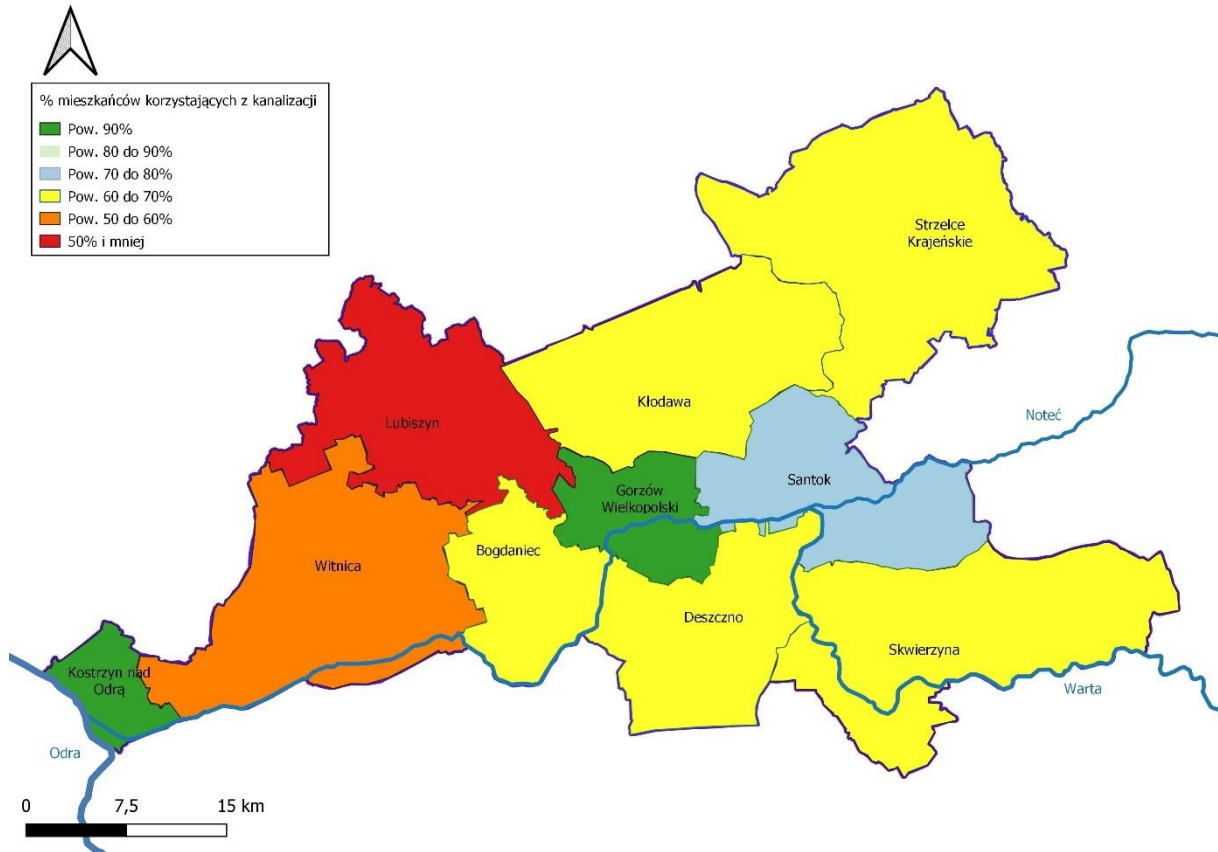 % mieszkańców korzystających z kanalizacji
Pow. 90%
Pow. 80 do 90%
Pow. 70 do 80%
Pow. 60 do 70%
Pow. 50 do 60%
50% i mniej
Strzelce
Krajeńskie
Kłodawa
Noteć
Lubiszyn
Santok
Gorzów
Wielkopolski
Bogdaniec
Witnica
Deszczno
Skwierzyna
Kostrzyn nad
Odrą
Warta
Odra
0 7,5 15 km